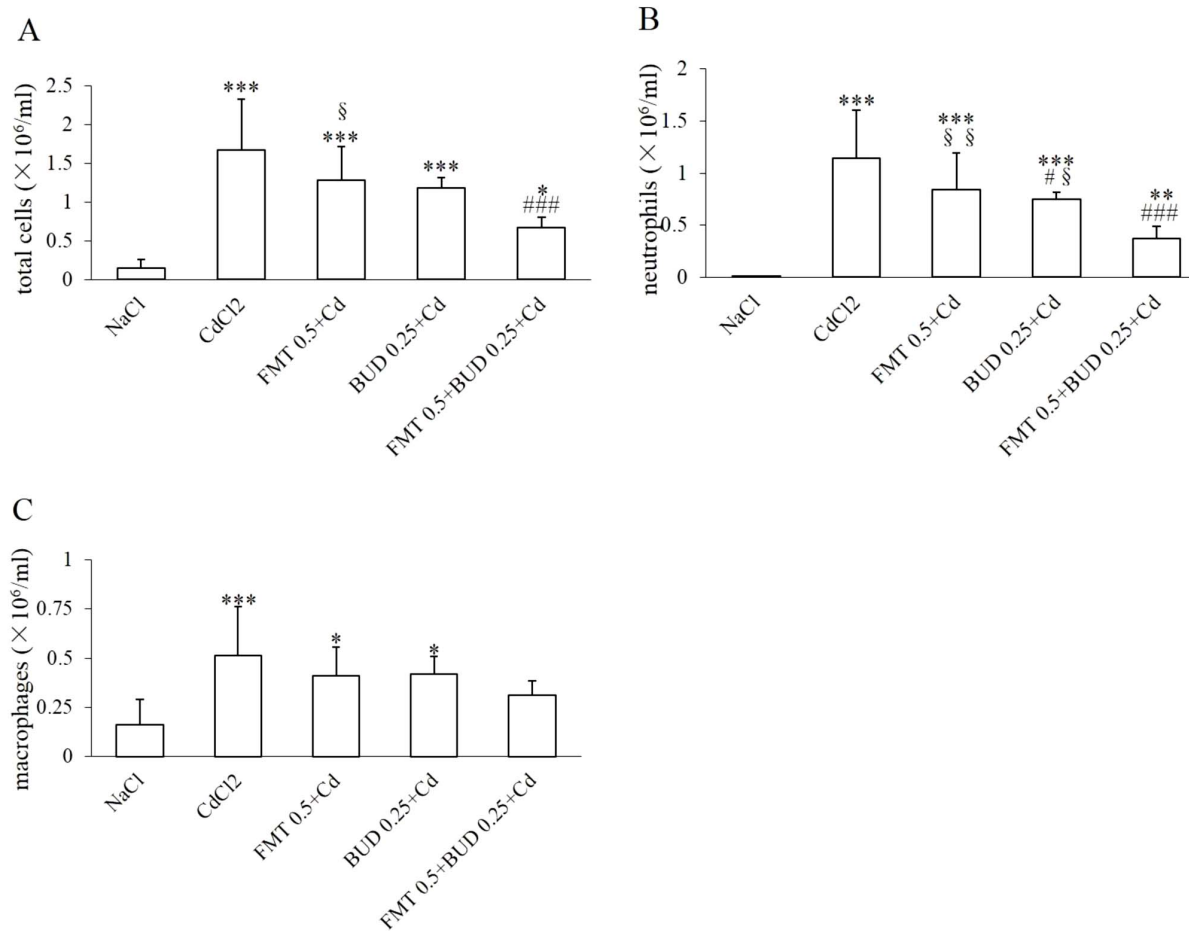 A
total cells (×10⁶/ml)
2.5
2
1.5
1
0.5
0
***
§
***
***
*
###
NaCl
CdCl2
FMT 0.5+Cd
BUD 0.25+Cd
FMT 0.5+BUD 0.25+Cd
B
neutrophils (×10⁶/ml)
2
1.5
1
0.5
0
***
***
§ §
***
# §
**
###
NaCl
CdCl2
FMT 0.5+Cd
BUD 0.25+Cd
FMT 0.5+BUD 0.25+Cd
C
macrophages (×10⁶/ml)
1
0.75
0.5
0.25
0
***
*
*
NaCl
CdCl2
FMT 0.5+Cd
BUD 0.25+Cd
FMT 0.5+BUD 0.25+Cd